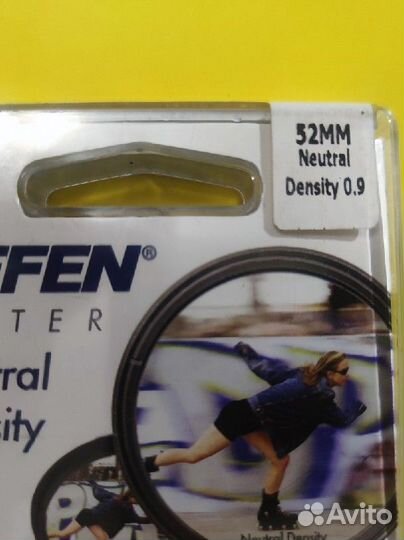 52MM
Neutral
Density 0.9
FFEN®
TER
ral
sity
Neutral Density
Avito